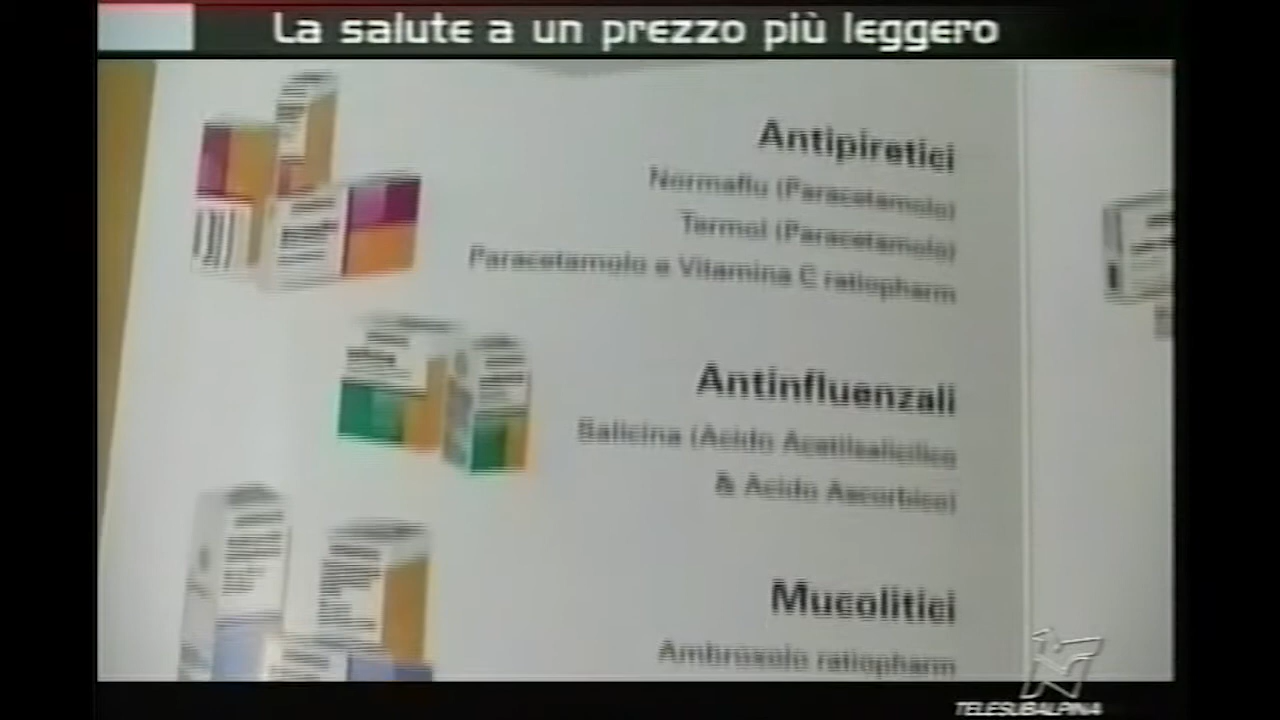 La salute a un prezzo più leggero
Antipiretici
Normaflu (Paracetamolo)
Termol (Paracetamolo)
Paracetamolo e Vitamina C ratiopharm
Antinfluenzali
Salicina (Acido Acetilsalicilico
& Acido Ascorbico)
Mucolitici
Ambroxolo ratiopharm
TELESUBALPINA